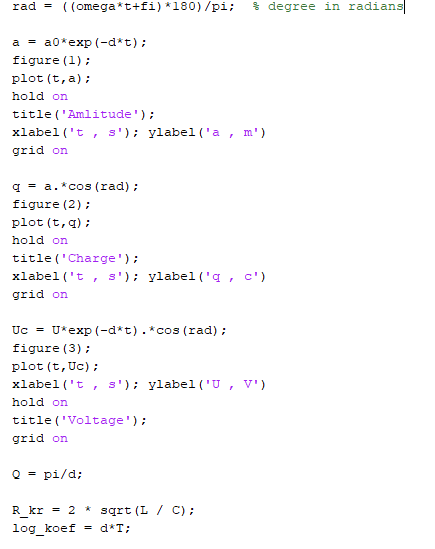 rad = ((omega*t+fi)*180)/pi;  % degree in radians
a = a0*exp(-d*t);
figure(1);
plot(t,a);
hold on
title('Amlitude');
xlabel('t , s'); ylabel('a , m')
grid on
q = a.*cos(rad);
figure(2);
plot(t,q);
hold on
title('Charge');
xlabel('t , s'); ylabel('q , c')
grid on
Uc = U*exp(-d*t).*cos(rad);
figure(3);
plot(t,Uc);
xlabel('t , s'); ylabel('U , V')
hold on
title('Voltage');
grid on
Q = pi/d;
R_kr = 2 * sqrt(L / C);
log_koef = d*T;